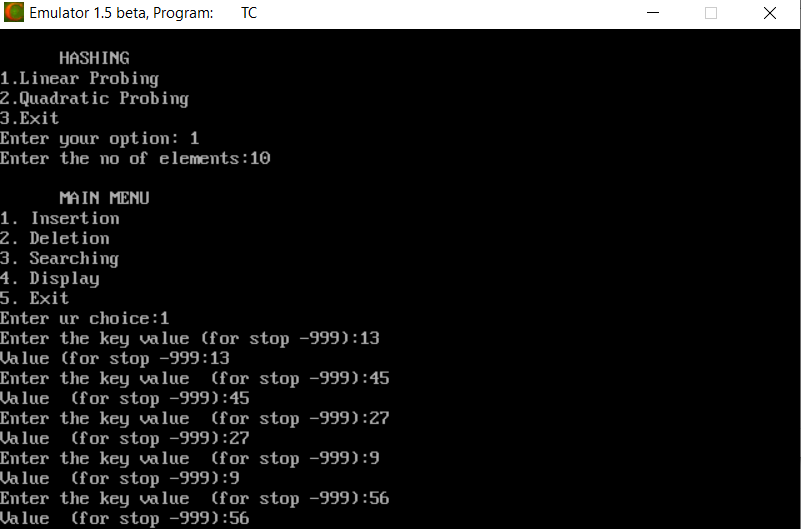 Emulator 1.5 beta, Program: TC
HASHING
1.Linear Probing
2.Quadratic Probing
3.Exit
Enter your option: 1
Enter the no of elements:10
MAIN MENU
1. Insertion
2. Deletion
3. Searching
4. Display
5. Exit
Enter ur choice:1
Enter the key value (for stop -999):13
Value (for stop -999:13
Enter the key value  (for stop -999):45
Value  (for stop -999):45
Enter the key value  (for stop -999):27
Value  (for stop -999):27
Enter the key value  (for stop -999):9
Value  (for stop -999):9
Enter the key value  (for stop -999):56
Value  (for stop -999):56